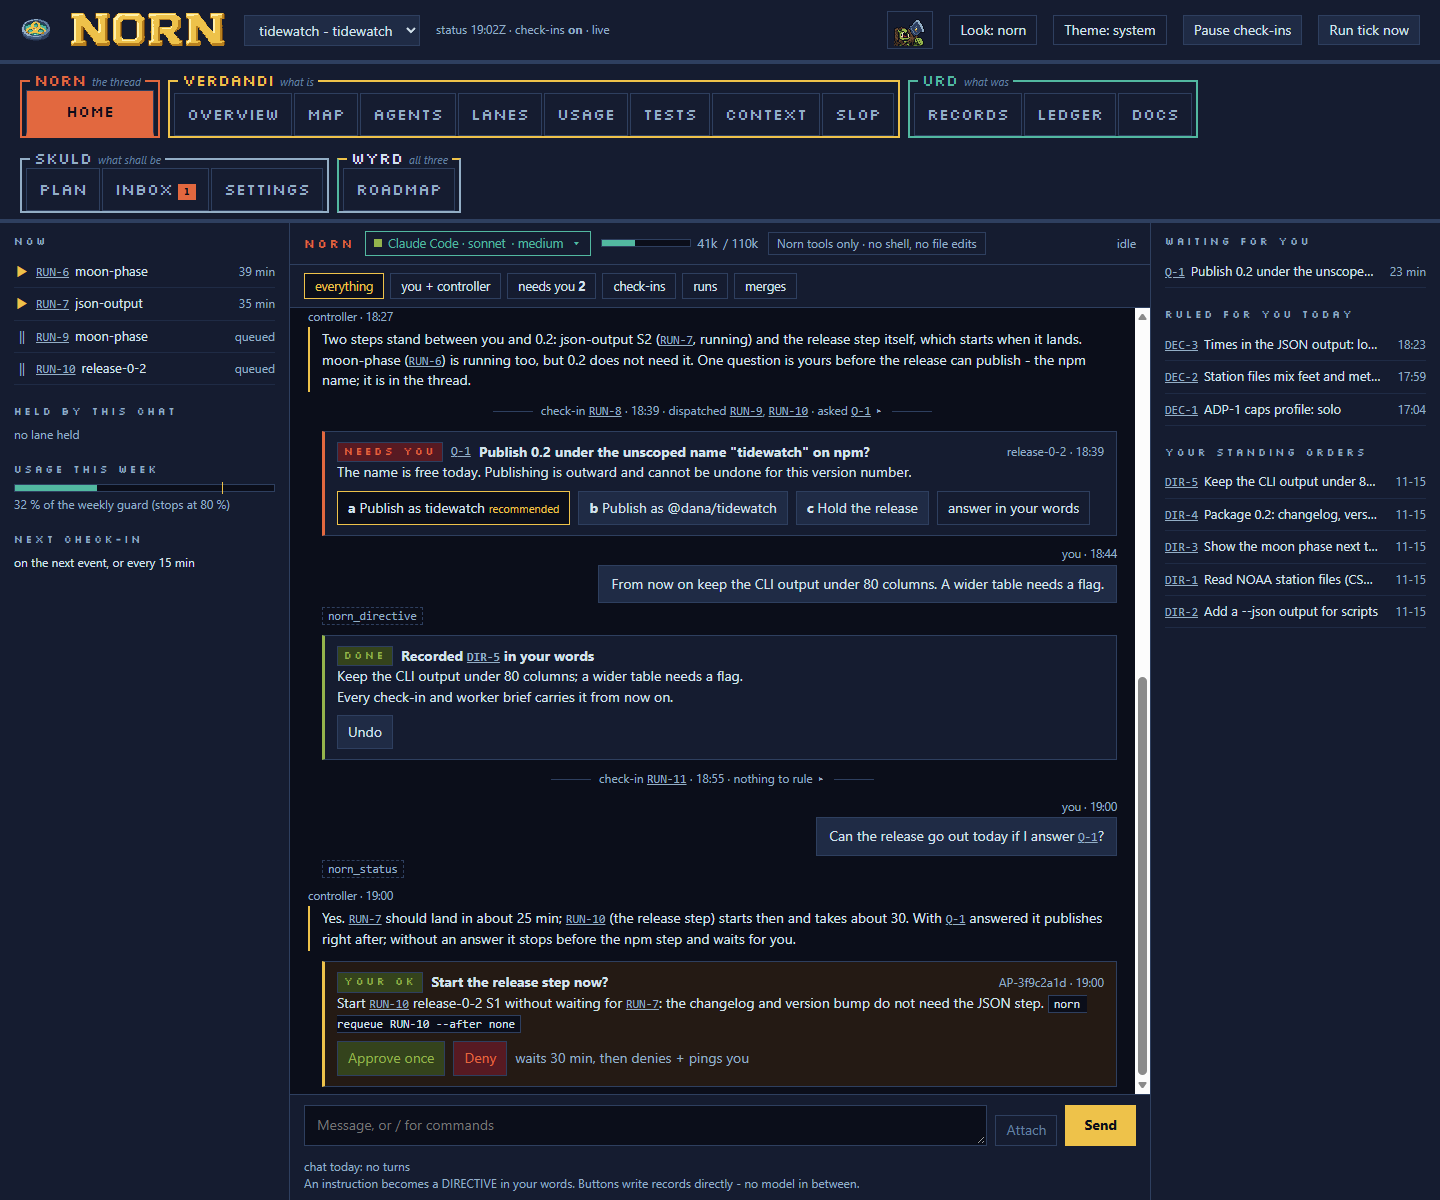 NORN
tidewatch - tidewatch
status 19:02Z · check-ins on · live
Look: norn
Theme: system
Pause check-ins
Run tick now
NORN the thread
HOME
VERDANDI what is
OVERVIEW MAP AGENTS LANES USAGE TESTS CONTEXT SLOP
URD what was
RECORDS LEDGER DOCS
SKULD what shall be
PLAN INBOX 1 SETTINGS
WYRD all three
ROADMAP
NOW
RUN-6 moon-phase 39 min
RUN-7 json-output 35 min
RUN-9 moon-phase queued
RUN-10 release-0-2 queued
HELD BY THIS CHAT
no lane held
USAGE THIS WEEK
32 % of the weekly guard (stops at 80 %)
NEXT CHECK-IN
on the next event, or every 15 min
NORN
Claude Code · sonnet · medium
41k / 110k
Norn tools only · no shell, no file edits
idle
everything
you + controller
needs you 2
check-ins
runs
merges
controller · 18:27
Two steps stand between you and 0.2: json-output S2 (RUN-7, running) and the release step itself, which starts when it lands.
moon-phase (RUN-6) is running too, but 0.2 does not need it. One question is yours before the release can publish - the npm
name; it is in the thread.
check-in RUN-8 · 18:39 · dispatched RUN-9, RUN-10 · asked Q-1 ▸
NEEDS YOU Q-1 Publish 0.2 under the unscoped name "tidewatch" on npm? release-0-2 · 18:39
The name is free today. Publishing is outward and cannot be undone for this version number.
a Publish as tidewatch recommended
b Publish as @dana/tidewatch
c Hold the release
answer in your words
you · 18:44
From now on keep the CLI output under 80 columns. A wider table needs a flag.
norn_directive
DONE Recorded DIR-5 in your words
Keep the CLI output under 80 columns; a wider table needs a flag.
Every check-in and worker brief carries it from now on.
Undo
check-in RUN-11 · 18:55 · nothing to rule ▸
you · 19:00
Can the release go out today if I answer Q-1?
norn_status
controller · 19:00
Yes. RUN-7 should land in about 25 min; RUN-10 (the release step) starts then and takes about 30. With Q-1 answered it publishes
right after; without an answer it stops before the npm step and waits for you.
YOUR OK Start the release step now? AP-3f9c2a1d · 19:00
Start RUN-10 release-0-2 S1 without waiting for RUN-7: the changelog and version bump do not need the JSON step. norn
requeue RUN-10 --after none
Approve once
Deny
waits 30 min, then denies + pings you
Message, or / for commands
Attach
Send
chat today: no turns
An instruction becomes a DIRECTIVE in your words. Buttons write records directly - no model in between.
WAITING FOR YOU
Q-1 Publish 0.2 under the unscope... 23 min
RULED FOR YOU TODAY
DEC-3 Times in the JSON output: lo... 18:23
DEC-2 Station files mix feet and met... 17:59
DEC-1 ADP-1 caps profile: solo 17:04
YOUR STANDING ORDERS
DIR-5 Keep the CLI output under 8... 11-15
DIR-4 Package 0.2: changelog, vers... 11-15
DIR-3 Show the moon phase next t... 11-15
DIR-1 Read NOAA station files (CS... 11-15
DIR-2 Add a --json output for scripts 11-15